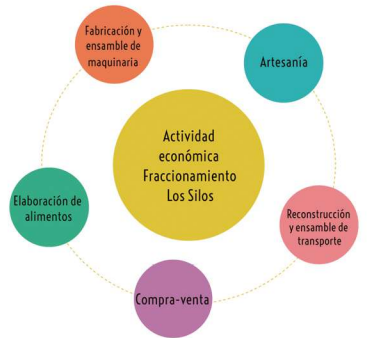 Fabricación y
ensamble de
maquinaria
Artesanía
Actividad
económica
Fraccionamiento
Los Silos
Elaboración de
alimentos
Reconstrucción
y ensamble de
transporte
Compra-venta